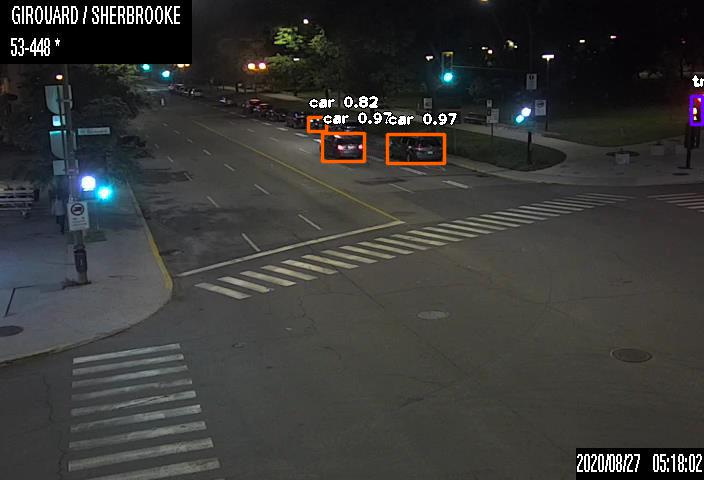 GIROUARD / SHERBROOKE
53-448 *
car 0.82
car 0.97
car 0.97
tr
2020/08/27 05:18:02